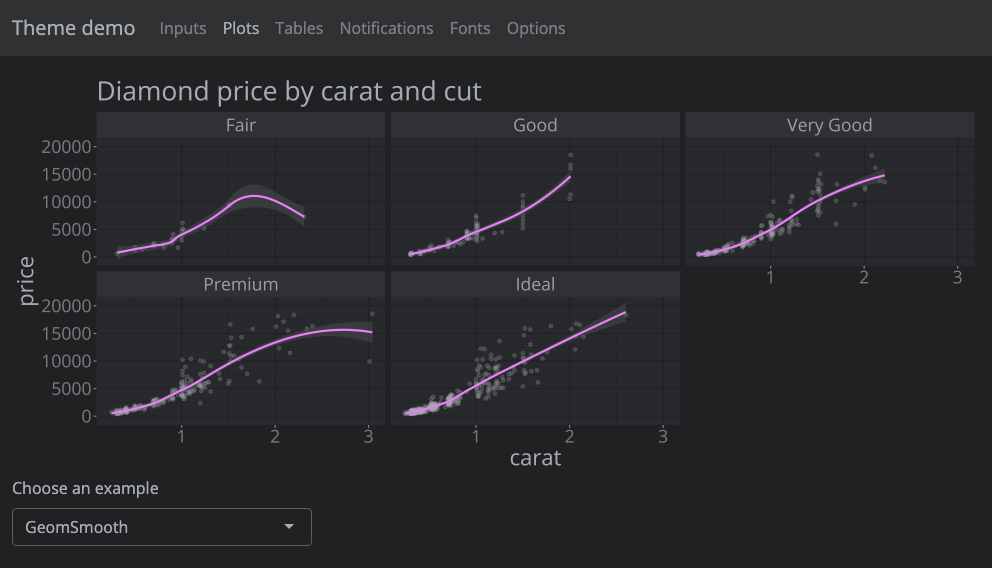 Theme demo Inputs Plots Tables Notifications Fonts Options
Diamond price by carat and cut
Fair Good Very Good
20000
15000
10000
5000
0
1 2 3
price
Premium Ideal
20000
15000
10000
5000
0
1 2 3 1 2 3
carat
Choose an example
GeomSmooth